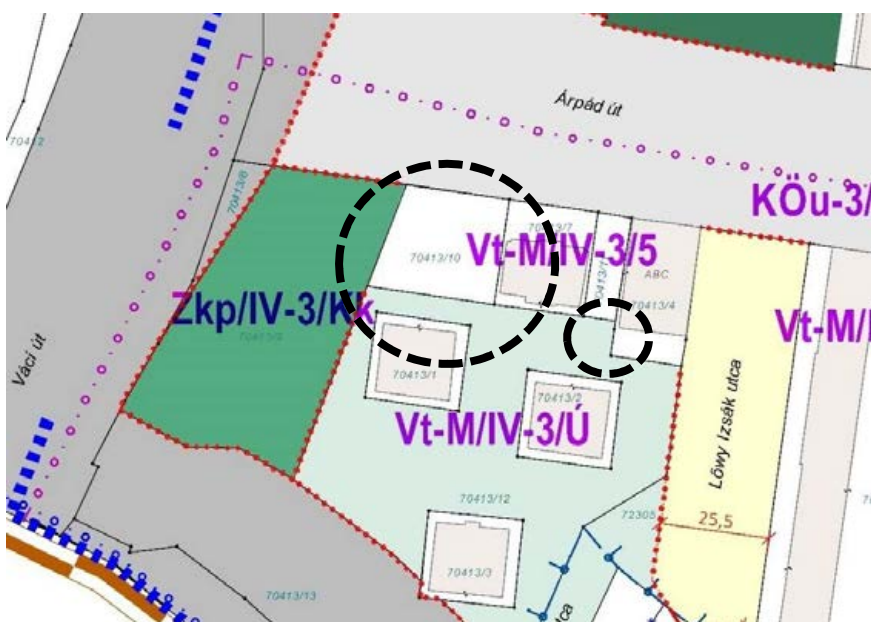 Árpád út
70412
KÖu-3/
70413/8
Vt-M/IV-3/5
70413/10
ABC
70413/4
Zkp/IV-3/Kk
Vt-M/
Váci út
70413/1
70413/2
Vt-M/IV-3/Ú
Lőwy Izsák utca
70413/12
72305
25,5
70413/3
70413/13